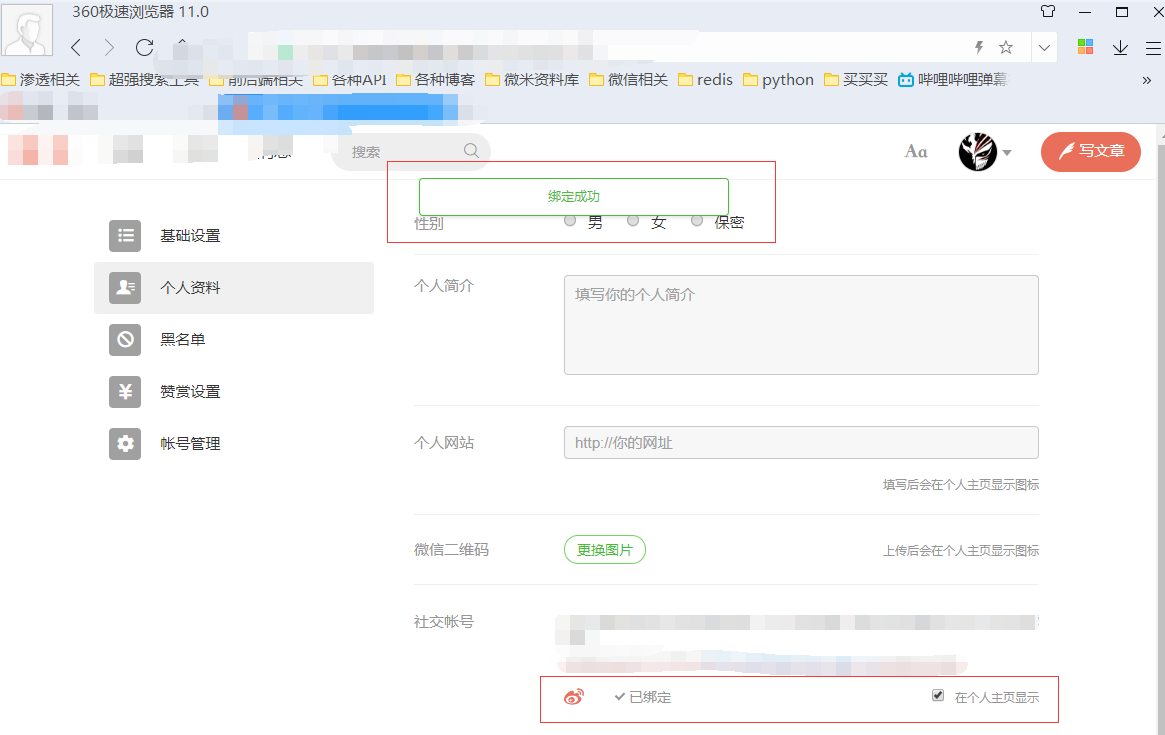 360极速浏览器 11.0
渗透相关 超强搜索工具 前后端相关 各种API 各种博客 微米资料库 微信相关 redis python 买买买 哔哩哔哩弹幕 »
搜索 Aa 写文章
绑定成功
性别 男 女 保密
基础设置
个人资料
黑名单
赞赏设置
帐号管理
个人简介 填写你的个人简介
个人网站 http://你的网址
填写后会在个人主页显示图标
微信二维码 更换图片 上传后会在个人主页显示图标
社交帐号
已绑定 在个人主页显示